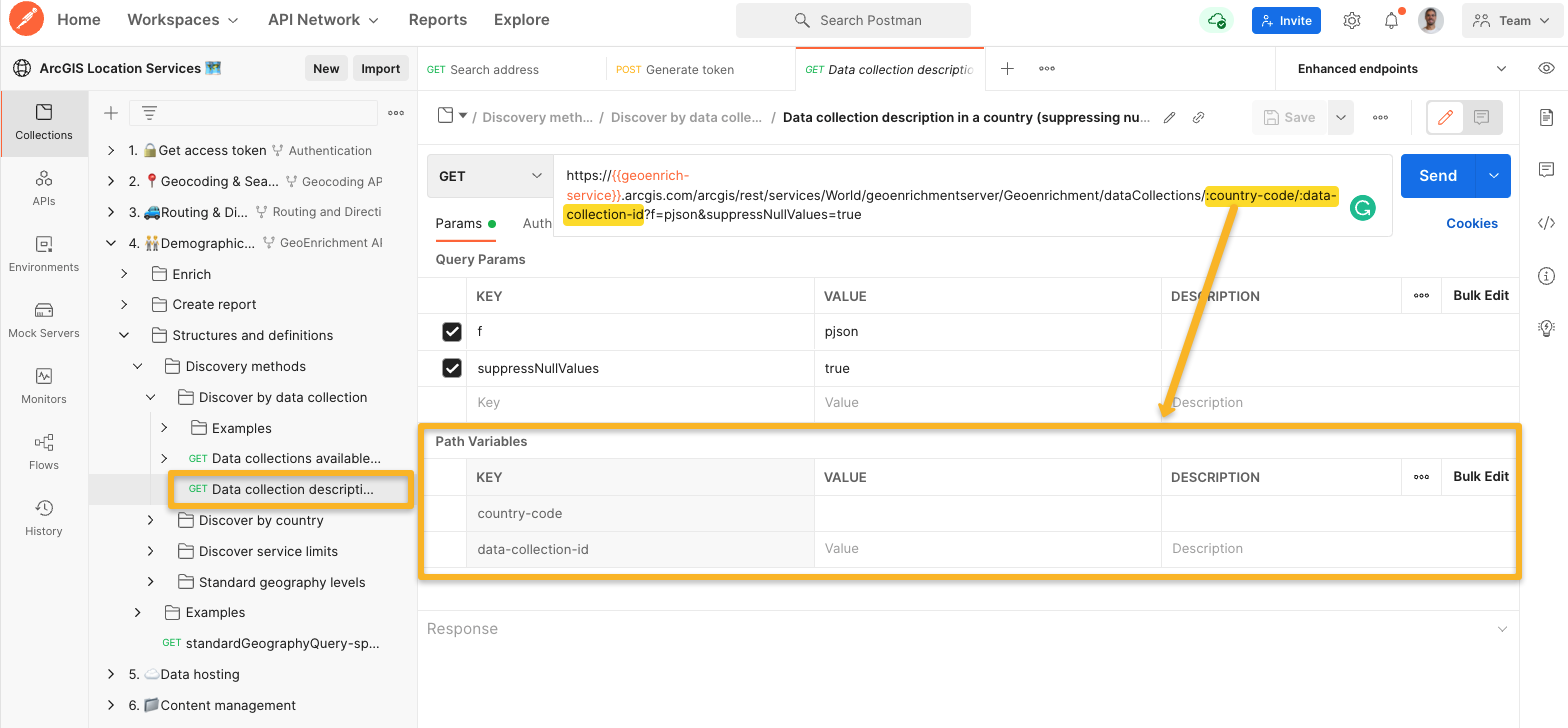 Home
Workspaces
API Network
Reports
Explore
Search Postman
Invite
Team
ArcGIS Location Services
New
Import
GET Search address
POST Generate token
GET Data collection descriptio
Enhanced endpoints
Collections
APIs
Environments
Mock Servers
Monitors
Flows
History
1. Get access token Authentication
2. Geocoding & Sea... Geocoding AP
3. Routing & Di... Routing and Directi
4. Demographic... GeoEnrichment AP
Enrich
Create report
Structures and definitions
Discovery methods
Discover by data collection
Examples
GET Data collections available...
GET Data collection descripti...
Discover by country
Discover service limits
Standard geography levels
Examples
GET standardGeographyQuery-sp...
5. Data hosting
6. Content management
/ Discovery meth... / Discover by data colle... / Data collection description in a country (suppressing nu...
Save
GET
https://{{geoenrich-
service}}.arcgis.com/arcgis/rest/services/World/geoenrichmentserver/Geoenrichment/dataCollections/:country-code/:data-
collection-id?f=pjson&suppressNullValues=true
Send
Params
Auth
Cookies
Query Params
KEY VALUE DESCRIPTION Bulk Edit
f pjson
suppressNullValues true
Key Value Description
Path Variables
KEY VALUE DESCRIPTION Bulk Edit
country-code
data-collection-id Value Description
Response